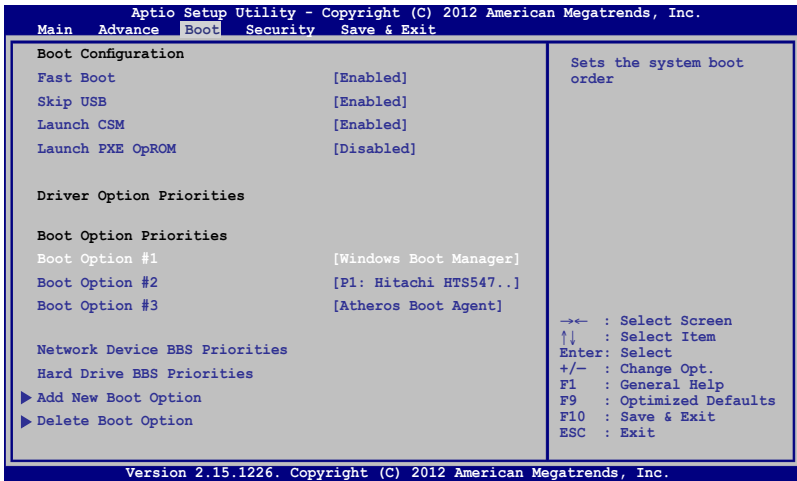 Aptio Setup Utility - Copyright (C) 2012 American Megatrends, Inc.
Main Advance Boot Security Save & Exit
Boot Configuration
Fast Boot [Enabled]
Skip USB [Enabled]
Launch CSM [Enabled]
Launch PXE OpROM [Disabled]
Driver Option Priorities
Boot Option Priorities
Boot Option #1 [Windows Boot Manager]
Boot Option #2 [P1: Hitachi HTS547..]
Boot Option #3 [Atheros Boot Agent]
Network Device BBS Priorities
Hard Drive BBS Priorities
Add New Boot Option
Delete Boot Option
Sets the system boot
order
→← : Select Screen
↑↓ : Select Item
Enter: Select
+/— : Change Opt.
F1 : General Help
F9 : Optimized Defaults
F10 : Save & Exit
ESC : Exit
Version 2.15.1226. Copyright (C) 2012 American Megatrends, Inc.